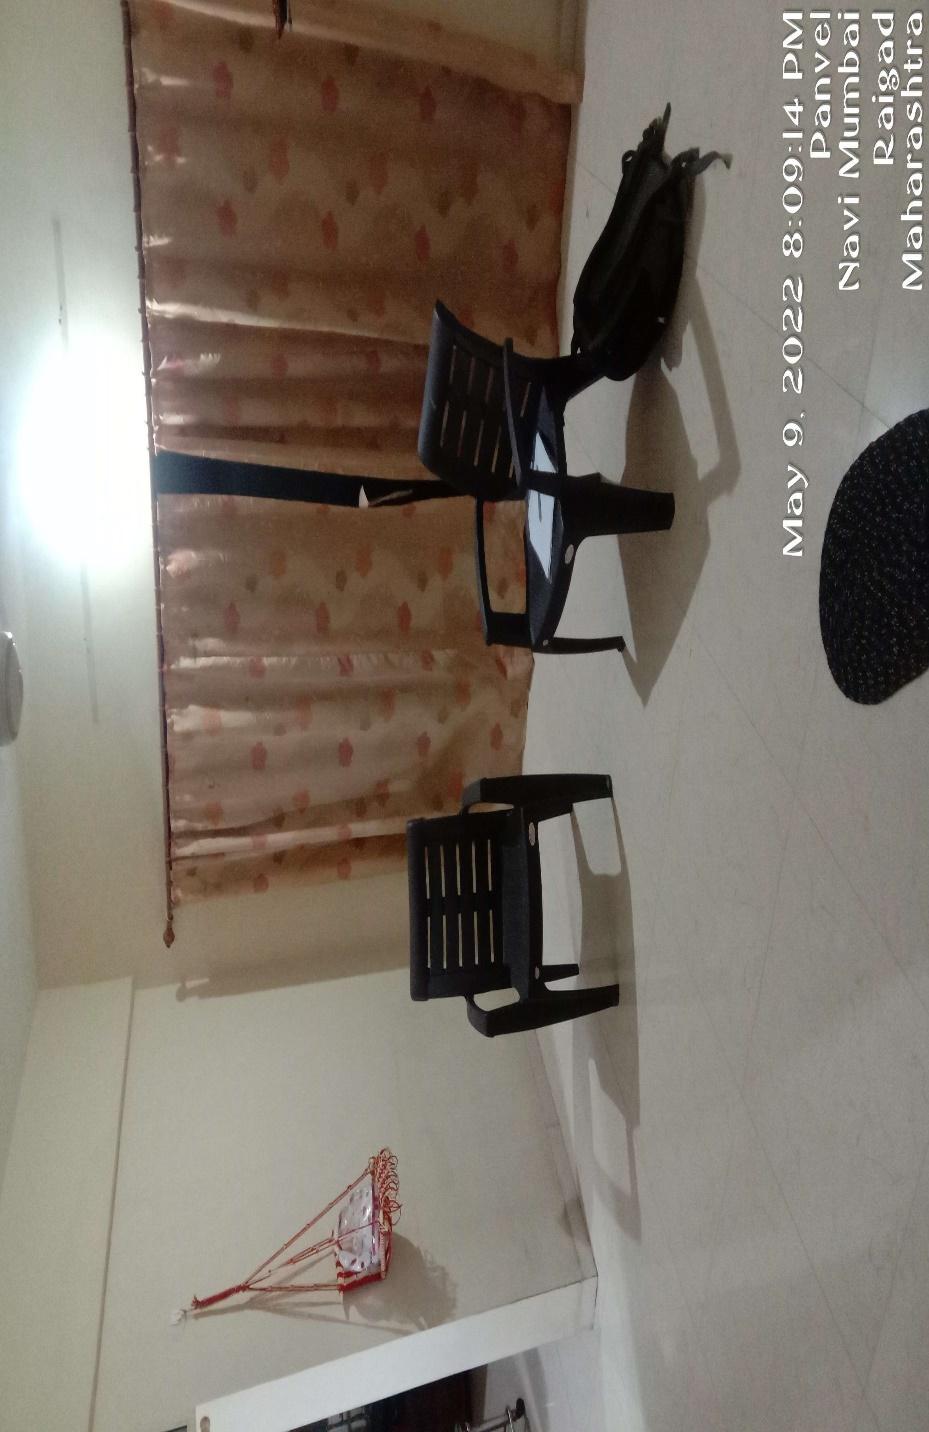 May 9, 2022 8:09:14 PM
Panvel
Navi Mumbai
Raigad
Maharashtra